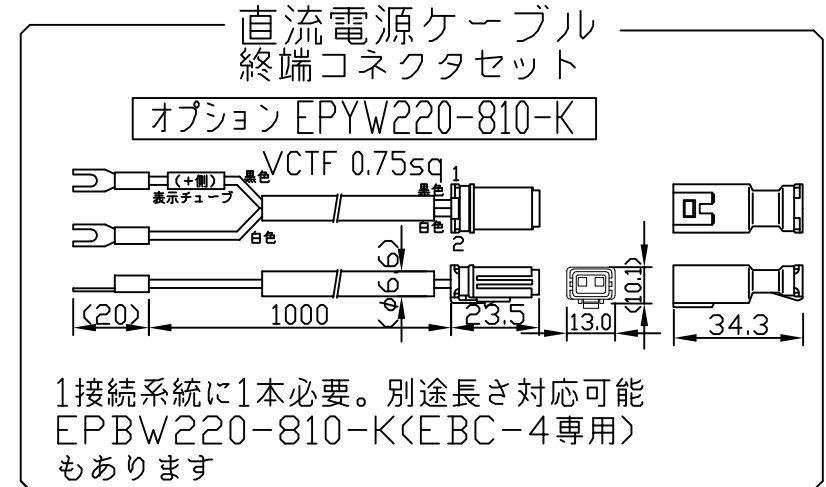 直流電源ケーブル
終端コネクタセット
オプション EPYW220-810-K
VCTF 0.75sq
黒色
(+側)
表示チューブ
白色
黒色
1
白色
2
(φ6.6)
(20)
1000
23.5
13.0
(10.1)
34.3
1接続系統に1本必要。別途長さ対応可能
EPBW220-810-K(EBC-4専用)
もあります